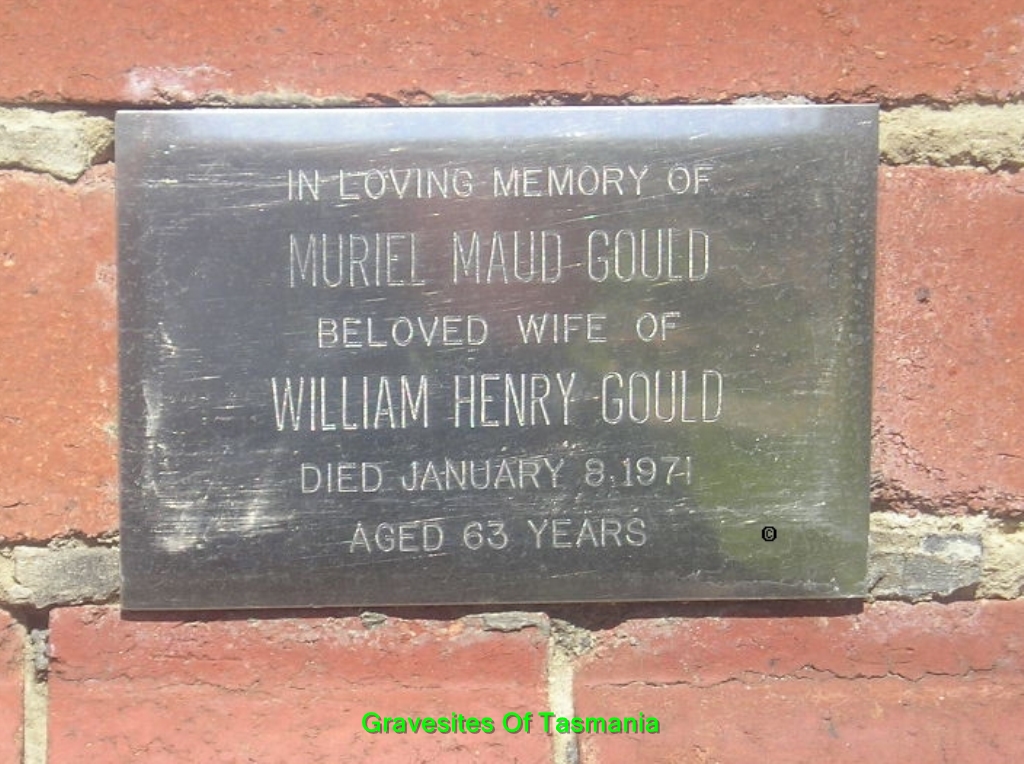 IN LOVING MEMORY OF
MURIEL MAUD GOULD
BELOVED WIFE OF
WILLIAM HENRY GOULD
DIED JANUARY 8, 1971
AGED 63 YEARS
©
Gravesites Of Tasmania